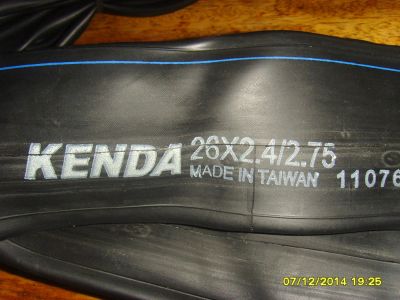 KENDA 26X2.4/2.75
MADE IN TAIWAN 11076
07/12/2014 19:25